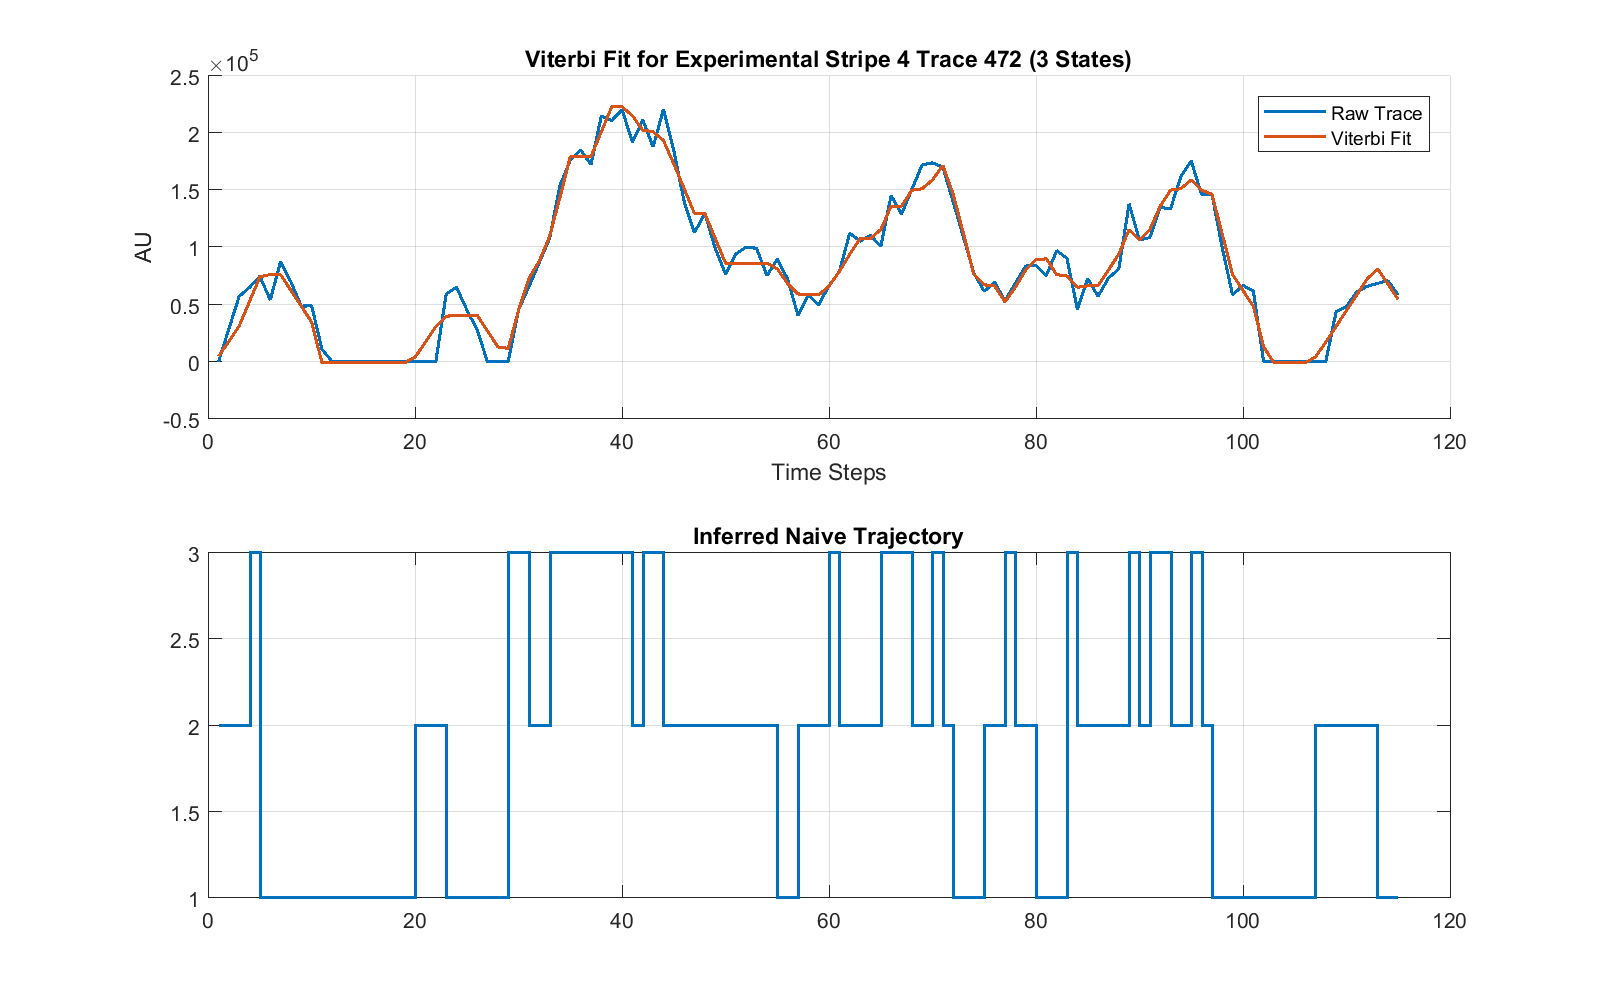 Viterbi Fit for Experimental Stripe 4 Trace 472 (3 States)
×10^5
2.5
2
1.5
1
0.5
0
-0.5
AU
Raw Trace
Viterbi Fit
0 20 40 60 80 100 120
Time Steps
Inferred Naive Trajectory
3
2.5
2
1.5
1
0 20 40 60 80 100 120